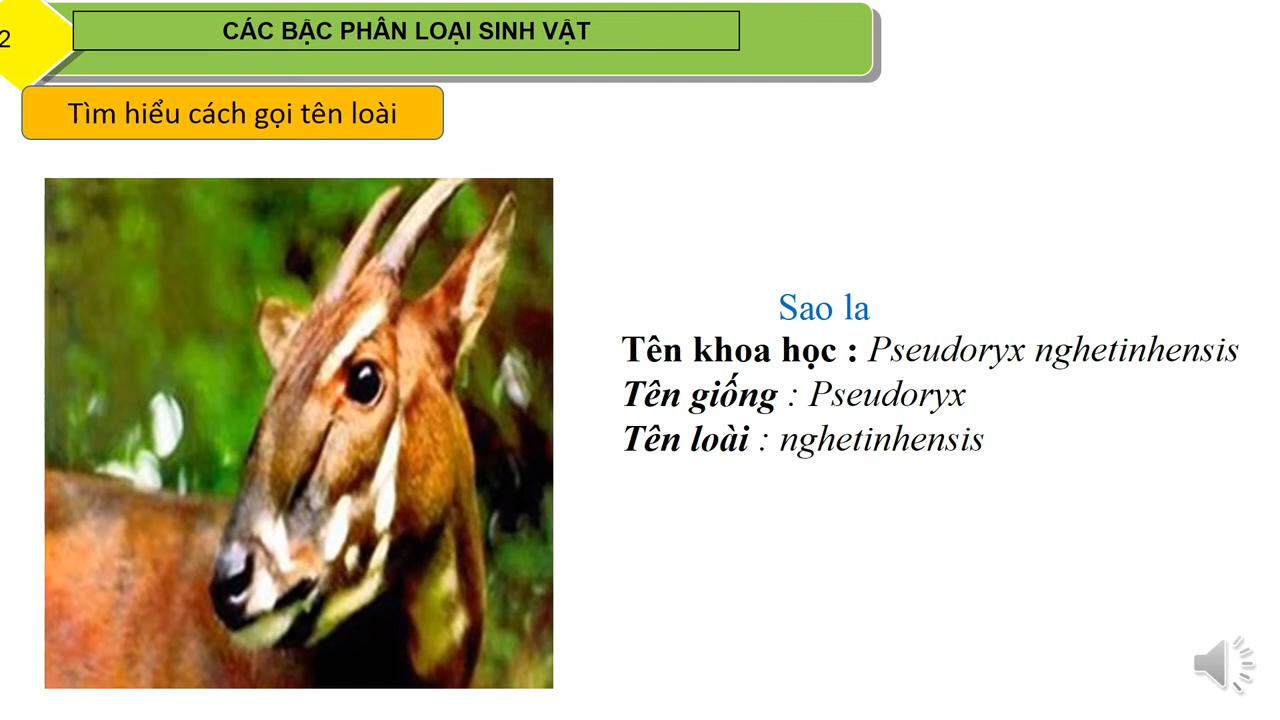 2
CÁC BẬC PHÂN LOẠI SINH VẬT
Tìm hiểu cách gọi tên loài
Sao la
Tên khoa học : Pseudoryx nghetinhensis
Tên giống : Pseudoryx
Tên loài : nghetinhensis